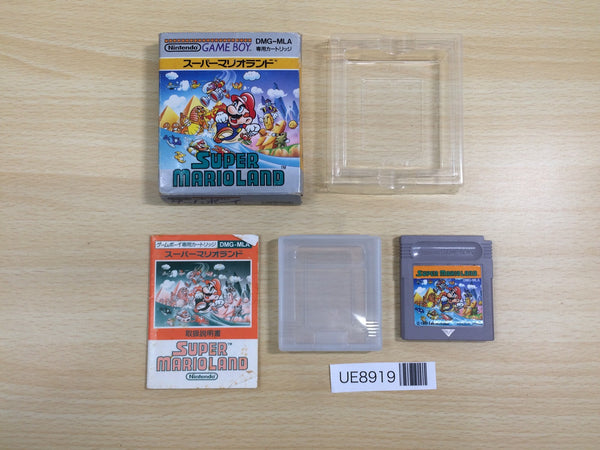 Nintendo GAME BOY
DMG-MLA
専用カートリッジ
スーパーマリオランド
SUPER
MARIOLAND
TM
ゲームボーイ専用カートリッジ DMG-MLA
スーパーマリオランド
取扱説明書
SUPER
MARIOLAND
Nintendo
SUPER MARIOLAND
DMG-MLA
UE8919